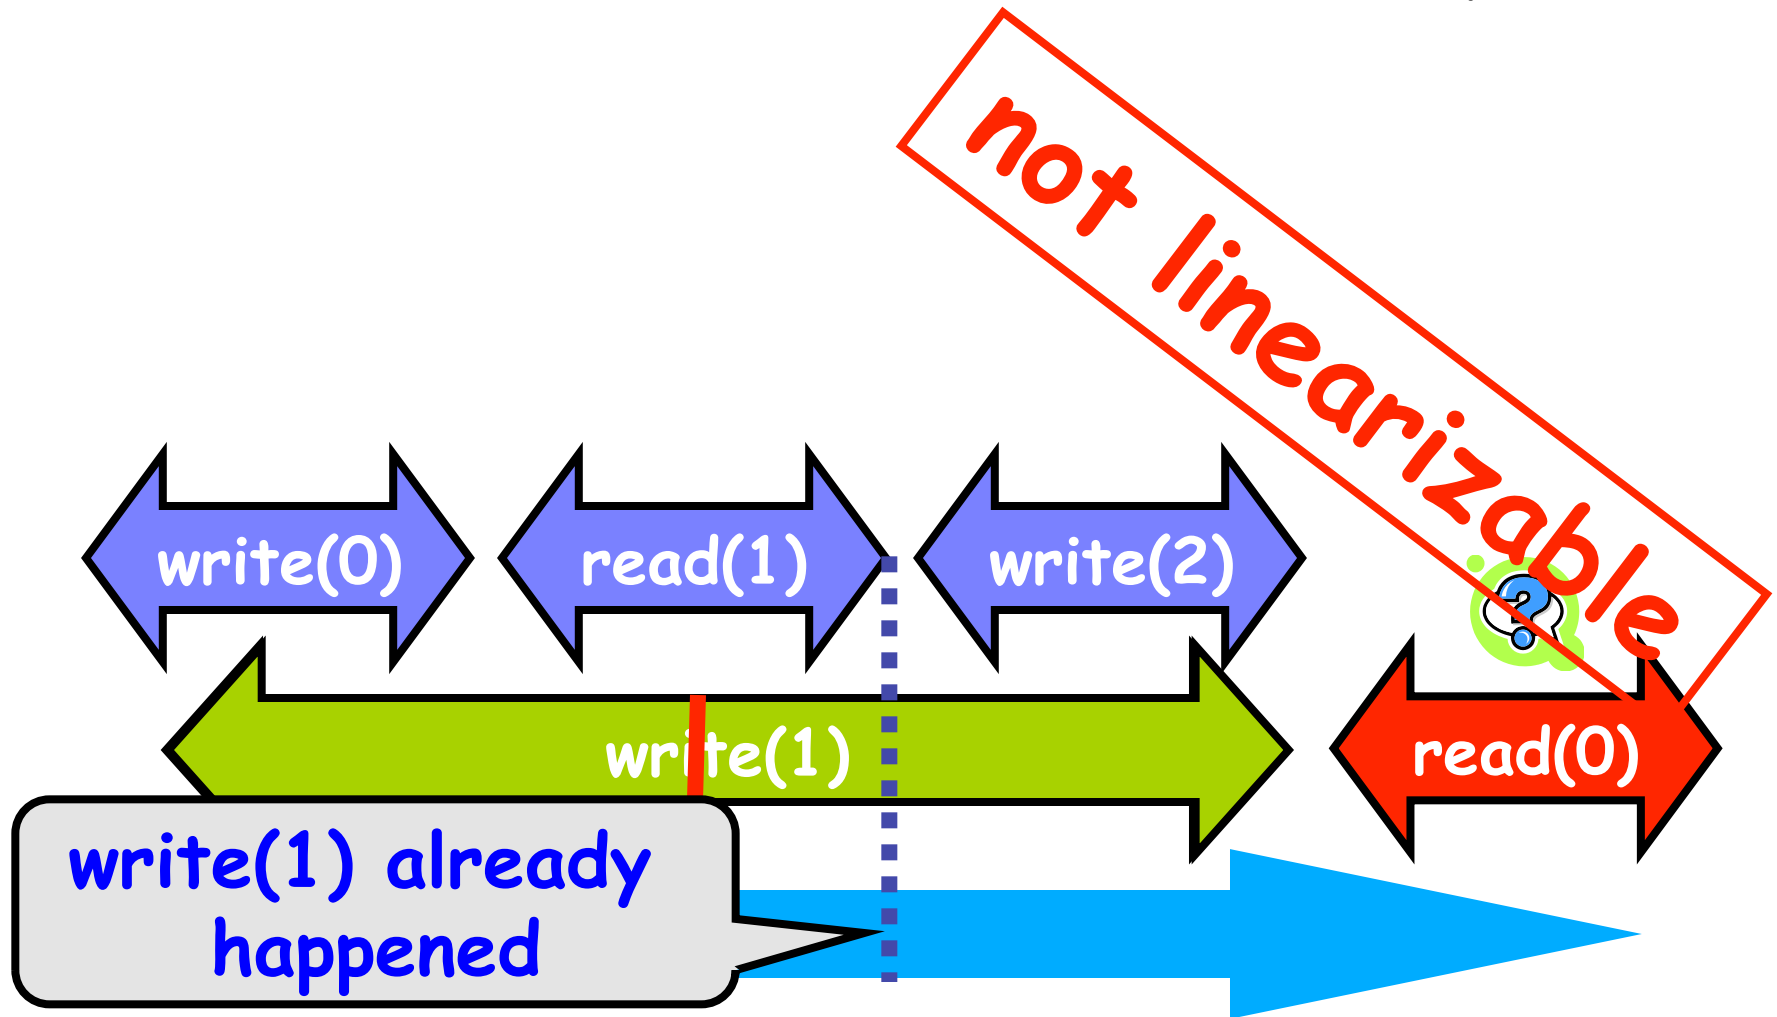 not linearizable
write(0) read(1) write(2)
write(1) read(0)
write(1) already
happened